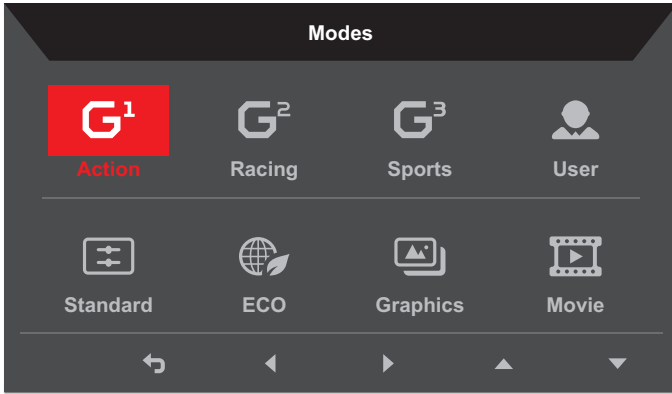 Modes
G¹ G² G³
Action Racing Sports User
Standard ECO Graphics Movie